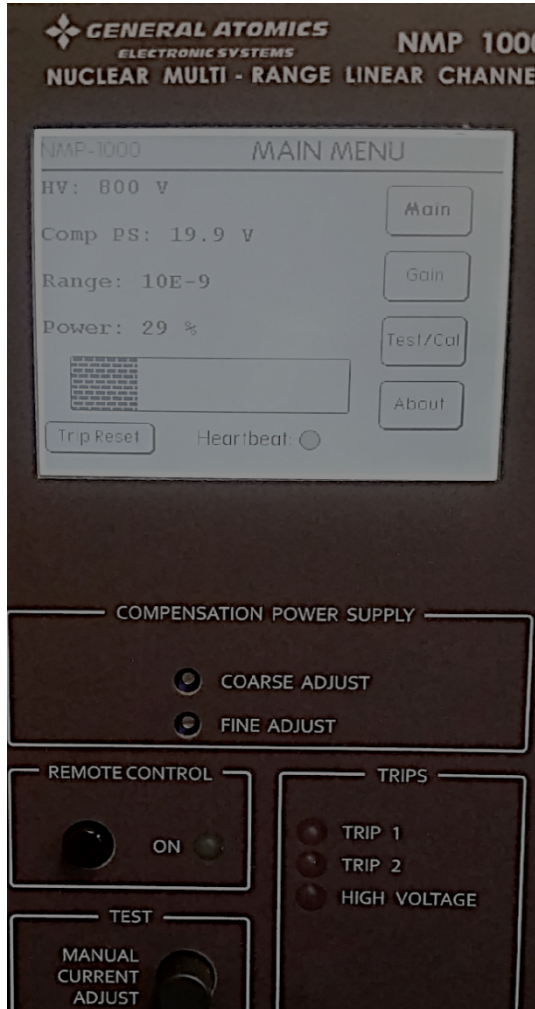 GENERAL ATOMICS
ELECTRONIC SYSTEMS
NMP 100
NUCLEAR MULTI - RANGE LINEAR CHANNE
NMP-1000 MAIN MENU
HV: 800 V
Main
Comp PS: 19.9 V
Gain
Range: 10E-9
Power: 29 %
Test/Cal
About
Trip Reset Heartbeat:
COMPENSATION POWER SUPPLY
COARSE ADJUST
FINE ADJUST
REMOTE CONTROL
ON
TRIPS
TRIP 1
TRIP 2
HIGH VOLTAGE
TEST
MANUAL
CURRENT
ADJUST